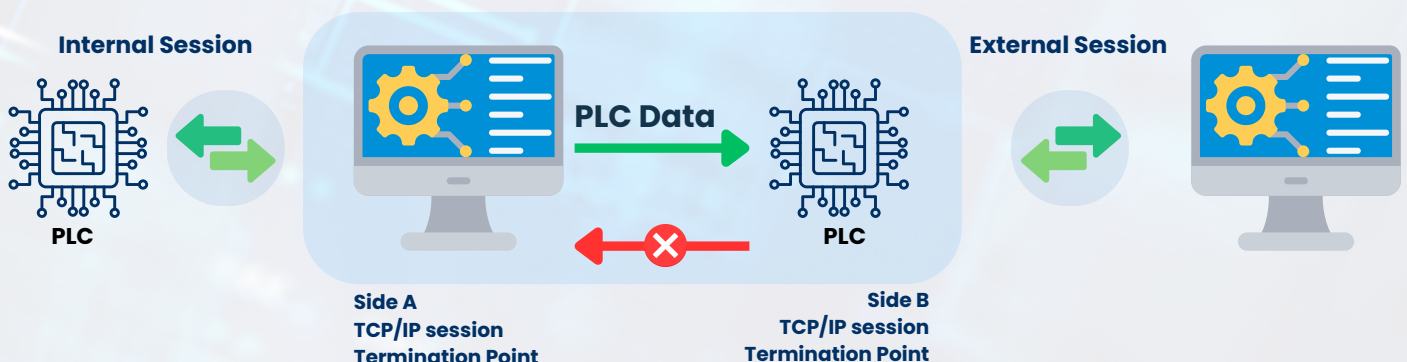 Internal Session
External Session
PLC Data
PLC
PLC
Side A
TCP/IP session
Termination Point
Side B
TCP/IP session
Termination Point